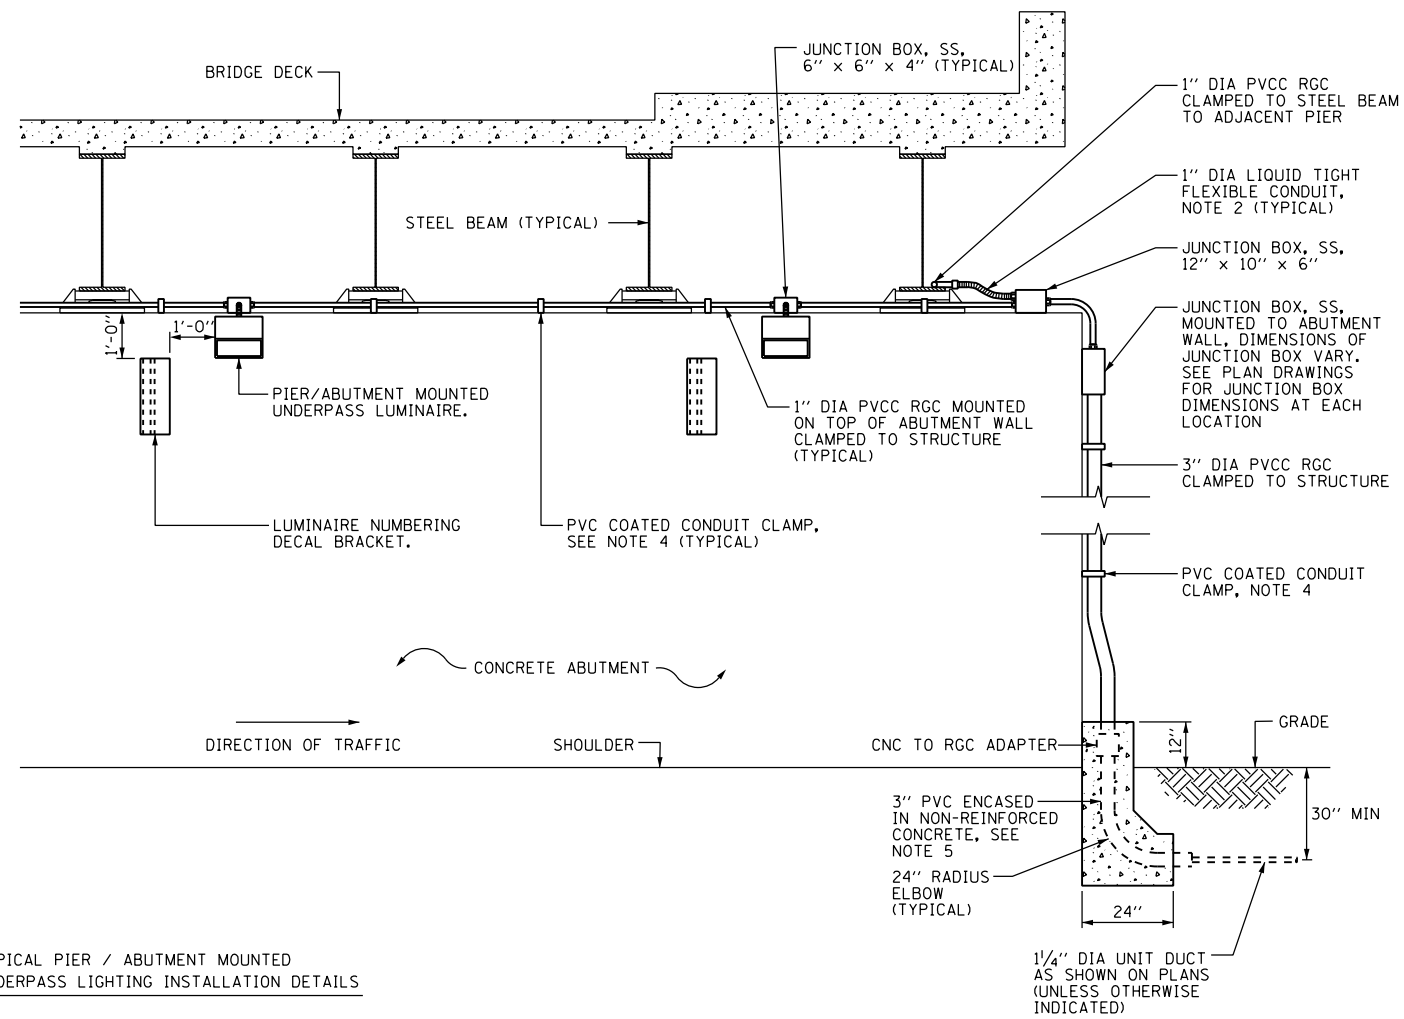 BRIDGE DECK
JUNCTION BOX, SS,
6" x 6" x 4" (TYPICAL)
1" DIA PVCC RGC
CLAMPED TO STEEL BEAM
TO ADJACENT PIER
1" DIA LIQUID TIGHT
FLEXIBLE CONDUIT,
NOTE 2 (TYPICAL)
STEEL BEAM (TYPICAL)
JUNCTION BOX, SS,
12" x 10" x 6"
JUNCTION BOX, SS,
MOUNTED TO ABUTMENT
WALL, DIMENSIONS OF
JUNCTION BOX VARY.
SEE PLAN DRAWINGS
FOR JUNCTION BOX
DIMENSIONS AT EACH
LOCATION
1'-0"
1'-0"
PIER/ABUTMENT MOUNTED
UNDERPASS LUMINAIRE.
1" DIA PVCC RGC MOUNTED
ON TOP OF ABUTMENT WALL
CLAMPED TO STRUCTURE
(TYPICAL)
3" DIA PVCC RGC
CLAMPED TO STRUCTURE
LUMINAIRE NUMBERING
DECAL BRACKET.
PVC COATED CONDUIT CLAMP,
SEE NOTE 4 (TYPICAL)
PVC COATED CONDUIT
CLAMP, NOTE 4
CONCRETE ABUTMENT
DIRECTION OF TRAFFIC
SHOULDER
CNC TO RGC ADAPTER
12"
GRADE
3" PVC ENCASED
IN NON-REINFORCED
CONCRETE, SEE
NOTE 5
30" MIN
24" RADIUS
ELBOW
(TYPICAL)
24"
1 1/4" DIA UNIT DUCT
AS SHOWN ON PLANS
(UNLESS OTHERWISE
INDICATED)
PICAL PIER / ABUTMENT MOUNTED
DERPASS LIGHTING INSTALLATION DETAILS